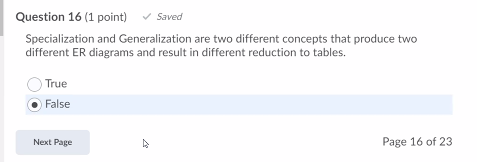 Question 16 (1 point) ✓ Saved
Specialization and Generalization are two different concepts that produce two
different ER diagrams and result in different reduction to tables.
True
False
Next Page
Page 16 of 23